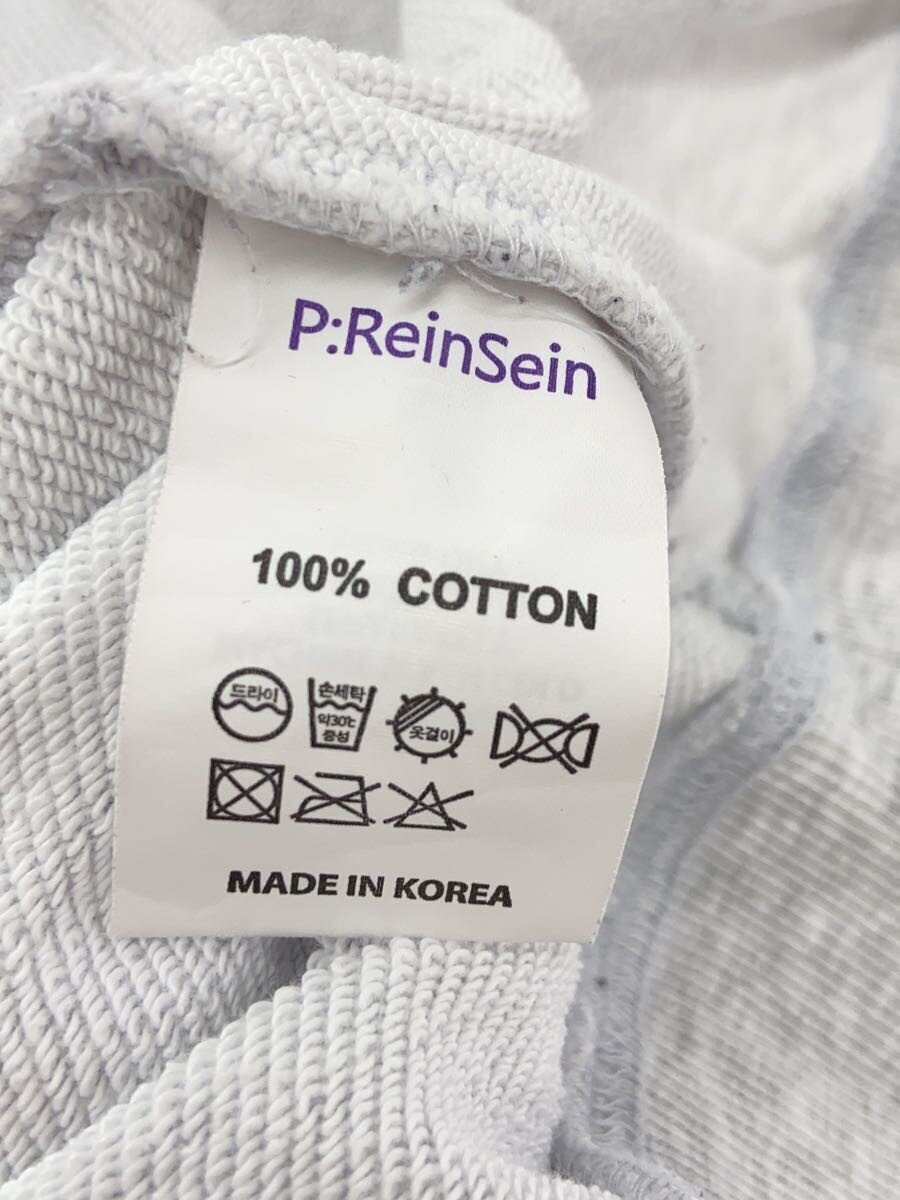 P:ReinSein
100% COTTON
드라이
손세탁
약30℃
중성
옷걸이
MADE IN KOREA